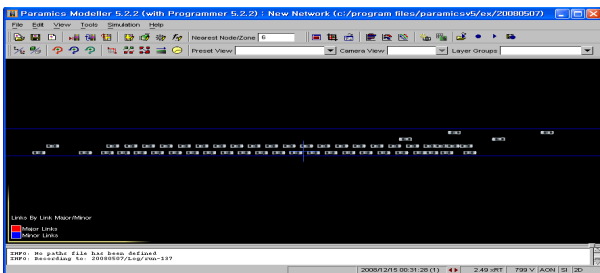 Paramics Modeller 5.2.2 (with Programmer 5.2.2) : New Network (c:/program files/paramicsv5/ex/20080507)
File Edit View Tools Simulation Help
Nearest Node/Zone 6
Preset View Camera View Layer Groups
Links By Link Major/Minor
Major Links
Minor Links
INFO: No paths file has been defined
INFO: Recording to: 20080507/Log/run-137
2008/12/15 00:31:28 (1) 2.49 xRT 799 V AON SI 2D